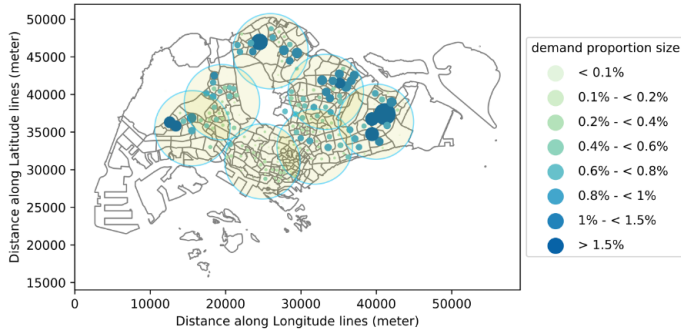 Distance along Latitude lines (meter)
50000
45000
40000
35000
30000
25000
20000
15000
0
10000
20000
30000
40000
50000
Distance along Longitude lines (meter)
demand proportion size
< 0.1%
0.1% - < 0.2%
0.2% - < 0.4%
0.4% - < 0.6%
0.6% - < 0.8%
0.8% - < 1%
1% - < 1.5%
> 1.5%